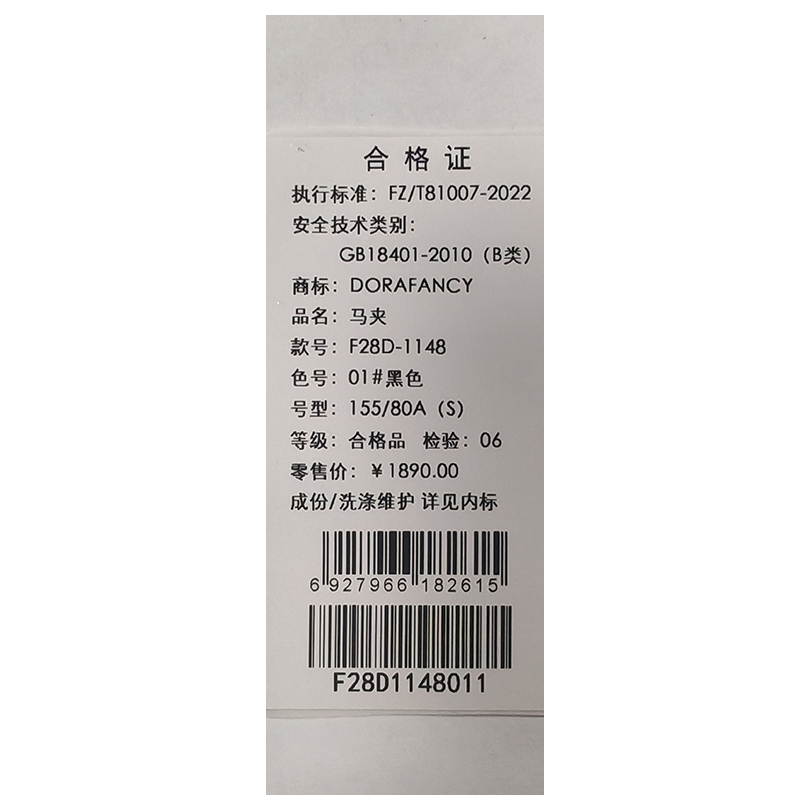 合格证
执行标准：FZ/T81007-2022
安全技术类别：
GB18401-2010（B类）
商标：DORAFANCY
品名：马夹
款号：F28D-1148
色号：01#黑色
号型：155/80A（S）
等级：合格品 检验：06
零售价：￥1890.00
成份/洗涤维护 详见内标
6 927966 182615
F28D1148011